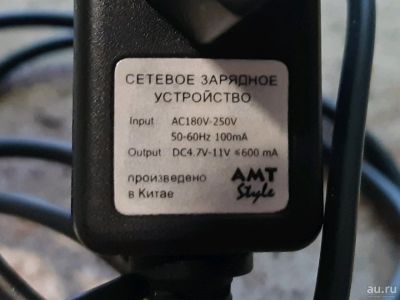 СЕТЕВОЕ ЗАРЯДНОЕ
УСТРОЙСТВО
Input AC180V-250V
50-60Hz 100mA
Output DC4.7V-11V ≤600 mA
произведено
в Китае
AMT
Style
au.ru